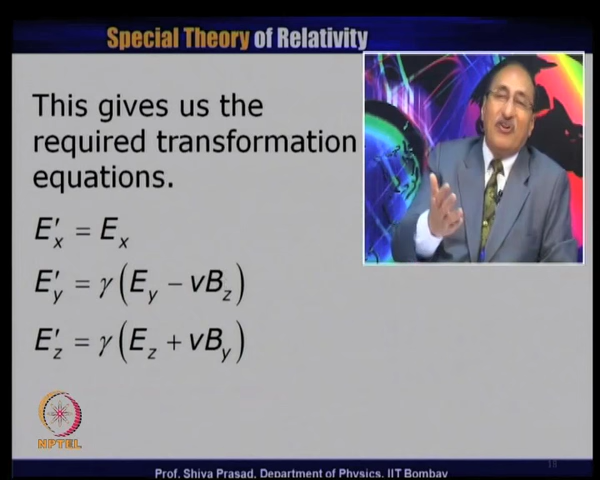 Special Theory of Relativity
This gives us the
required transformation
equations.
E′x = Ex
E′y = γ(Ey − vBz)
E′z = γ(Ez + vBy)
NPTEL
Prof. Shiva Prasad, Department of Physics, IIT Bombay
18